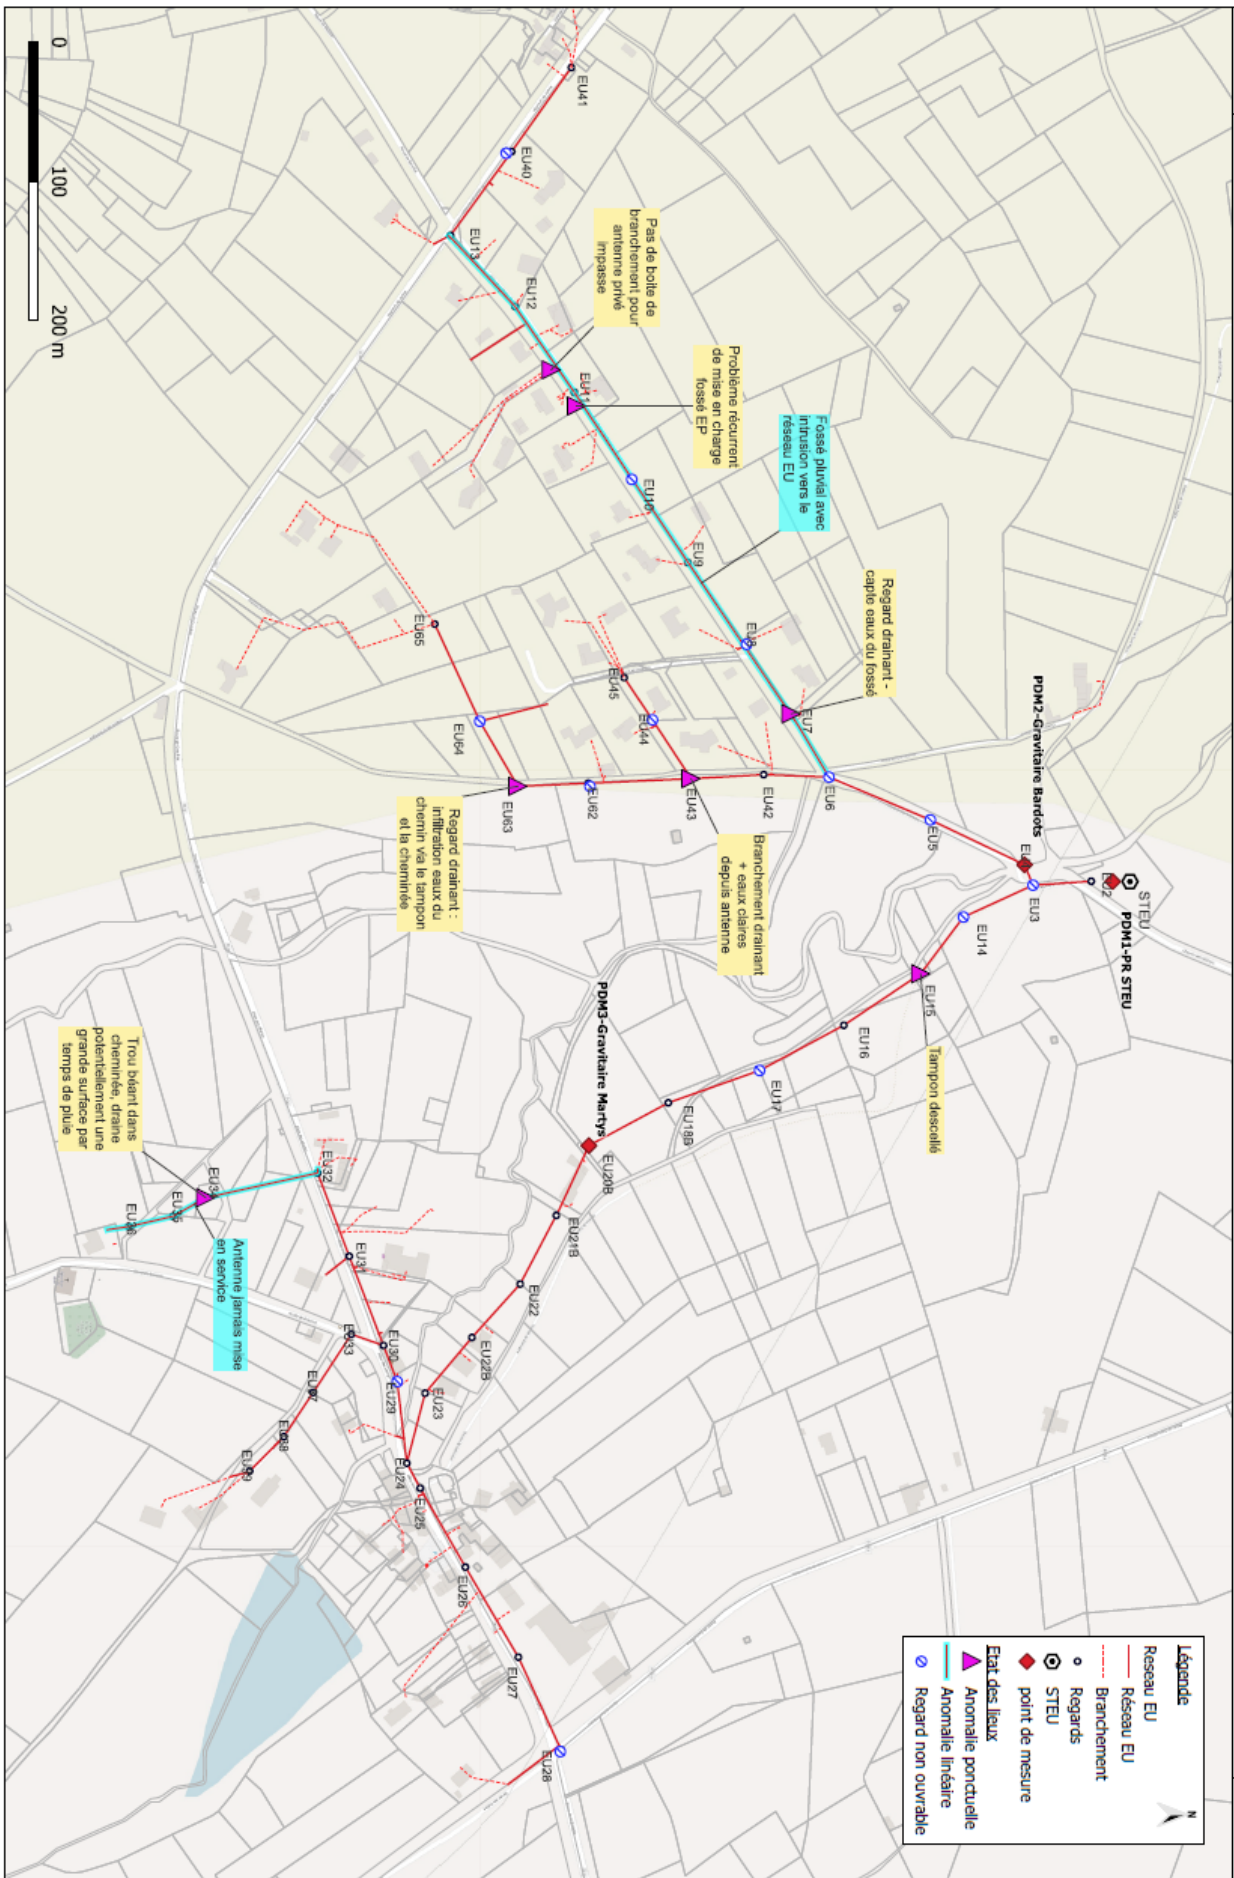 Légende
N
Reseau EU
Réseau EU
Branchement
Regards
STEU
point de mesure
Etat des lieux
Anomalie ponctuelle
Anomalie linéaire
Regard non ouvrable
STEU
PDM1-PR STEU
EU2
EU3
PDM2-Gravitaire Bardots
EU5
EU6
EU14
EU15
Tampon descellé
EU16
EU17
EU18B
PDM3-Gravitaire Martys
EU20B
EU21B
EU22
EU22B
EU23
EU24
EU25
EU26
EU27
EU28
EU29
EU30
EU31
EU32
EU33
EU35
EU36
EU38
Antenne jamais mise
en service
Trou béant dans
cheminée, draine
potentiellement une
grande surface par
temps de pluie
Regard drainant -
capte eaux du fossé
EU7
EU8
EU9
EU10
EU11
EU12
EU13
EU40
EU41
Fossé pluvial avec
intrusion vers le
réseau EU
Problème récurrent
de mise en charge
fossé EP
Pas de boite de
branchement pour
antenne privé
impasse
EU42
EU43
EU44
EU45
Branchement drainant
+ eaux claires
depuis antenne
EU62
EU63
EU64
EU65
Regard drainant :
infiltration eaux du
chemin via le tampon
et la cheminée
0
100
200 m